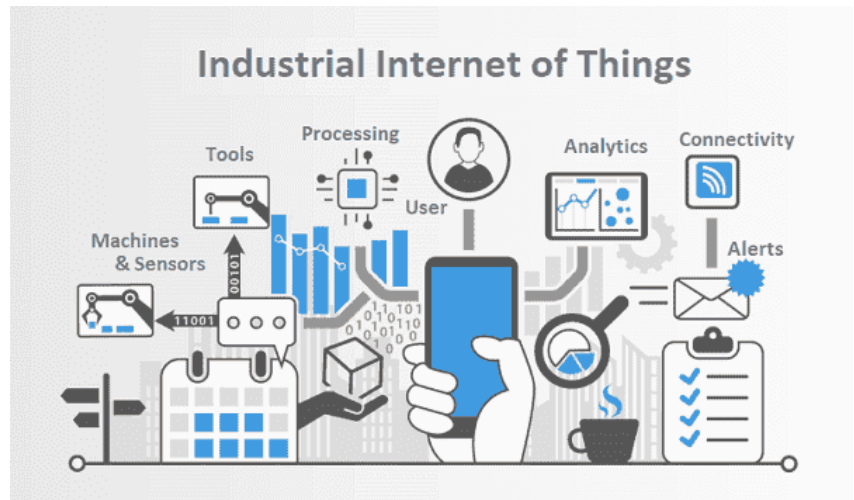 Industrial Internet of Things
Processing
Tools
User
Analytics
Connectivity
Machines
& Sensors
Alerts
00101
11001